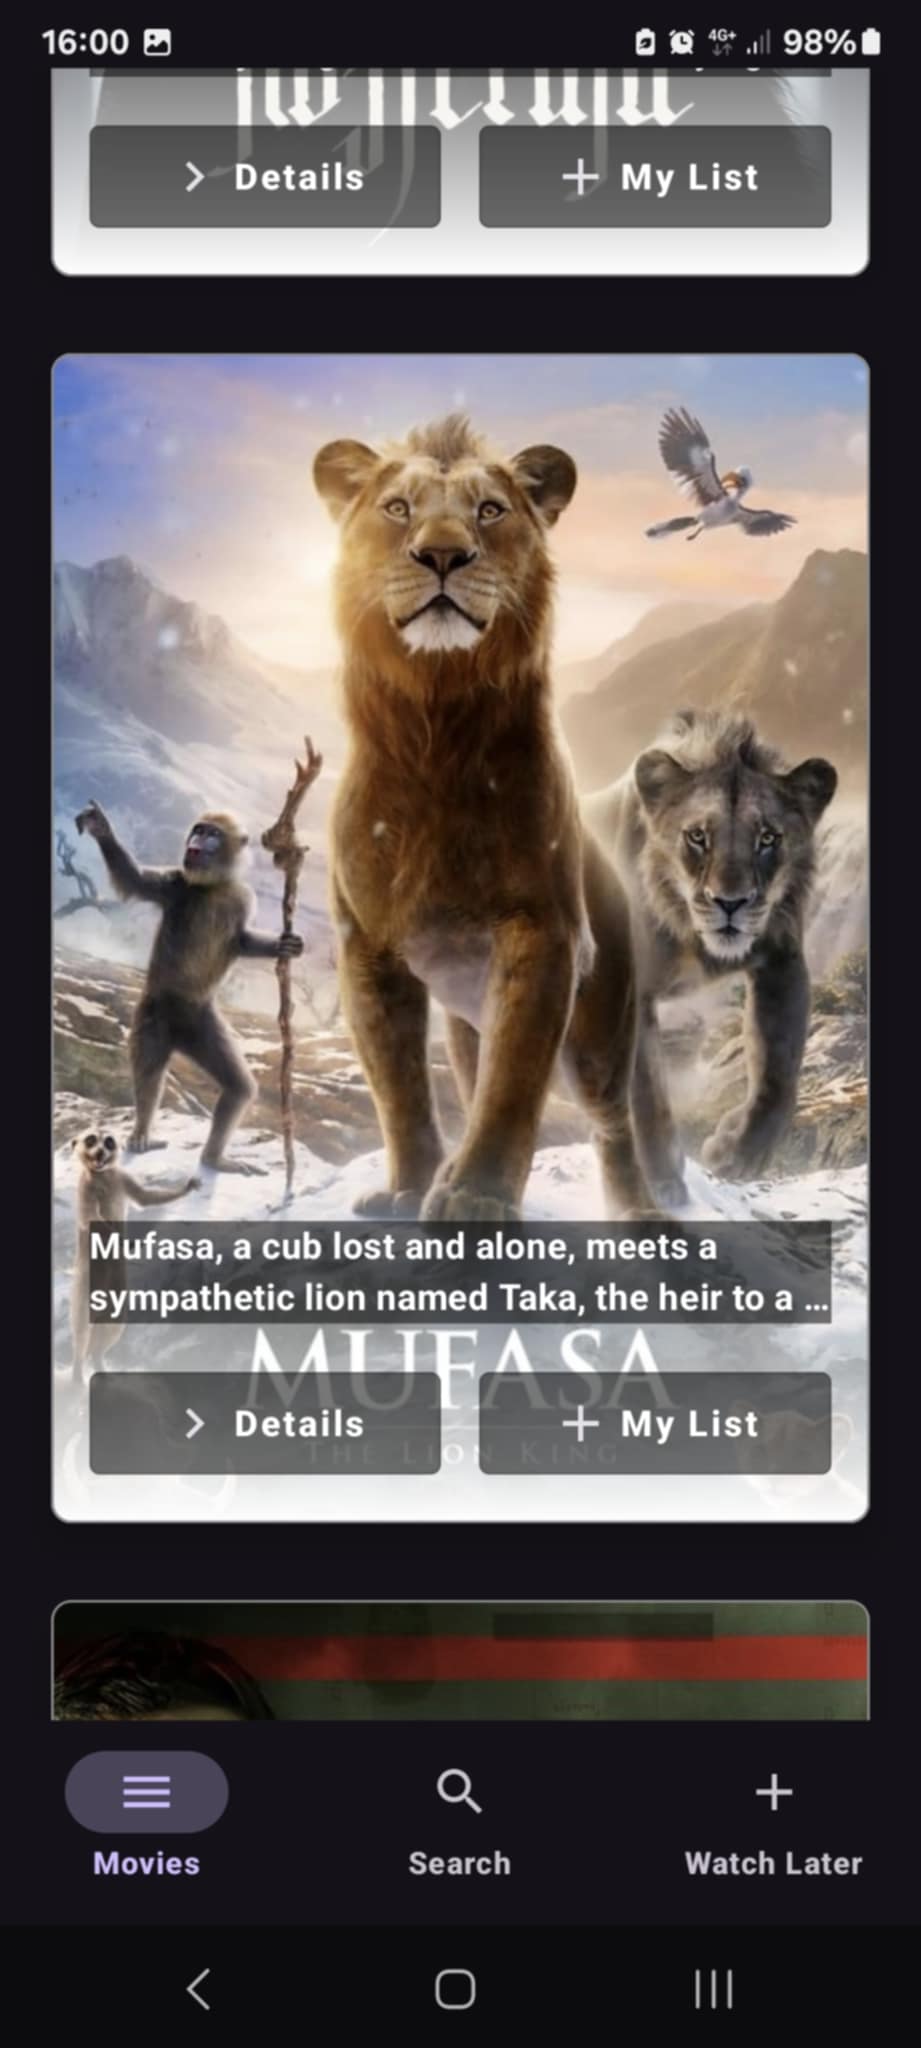 16:00
4G+
98%
Details
My List
Mufasa, a cub lost and alone, meets a
sympathetic lion named Taka, the heir to a ...
MUFASA
THE LION KING
Details
My List
Movies
Search
Watch Later